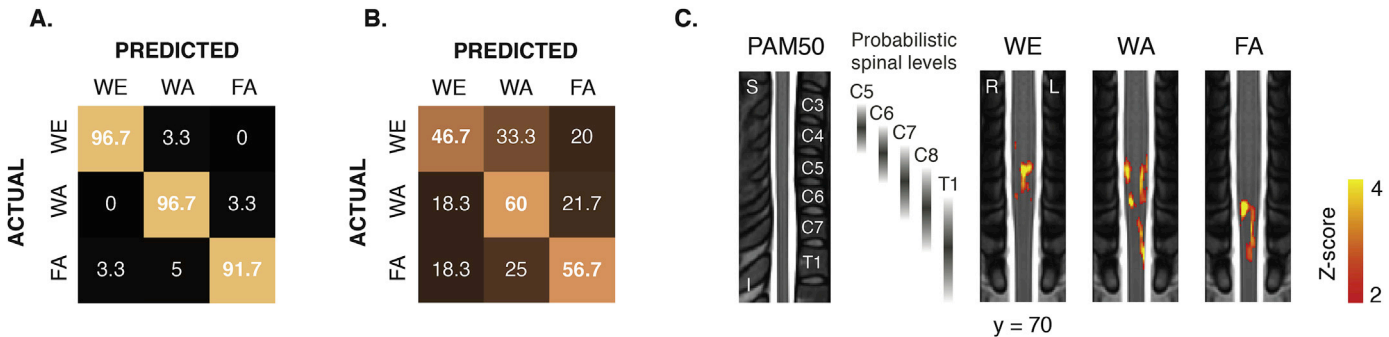 A.
PREDICTED
WE WA FA
ACTUAL
WE 96.7 3.3 0
WA 0 96.7 3.3
FA 3.3 5 91.7
B.
PREDICTED
WE WA FA
ACTUAL
WE 46.7 33.3 20
WA 18.3 60 21.7
FA 18.3 25 56.7
C.
PAM50
S
I
C3
C4
C5
C6
C7
T1
Probabilistic
spinal levels
C5
C6
C7
C8
T1
WE
R L
y = 70
WA
FA
Z-score
4
2